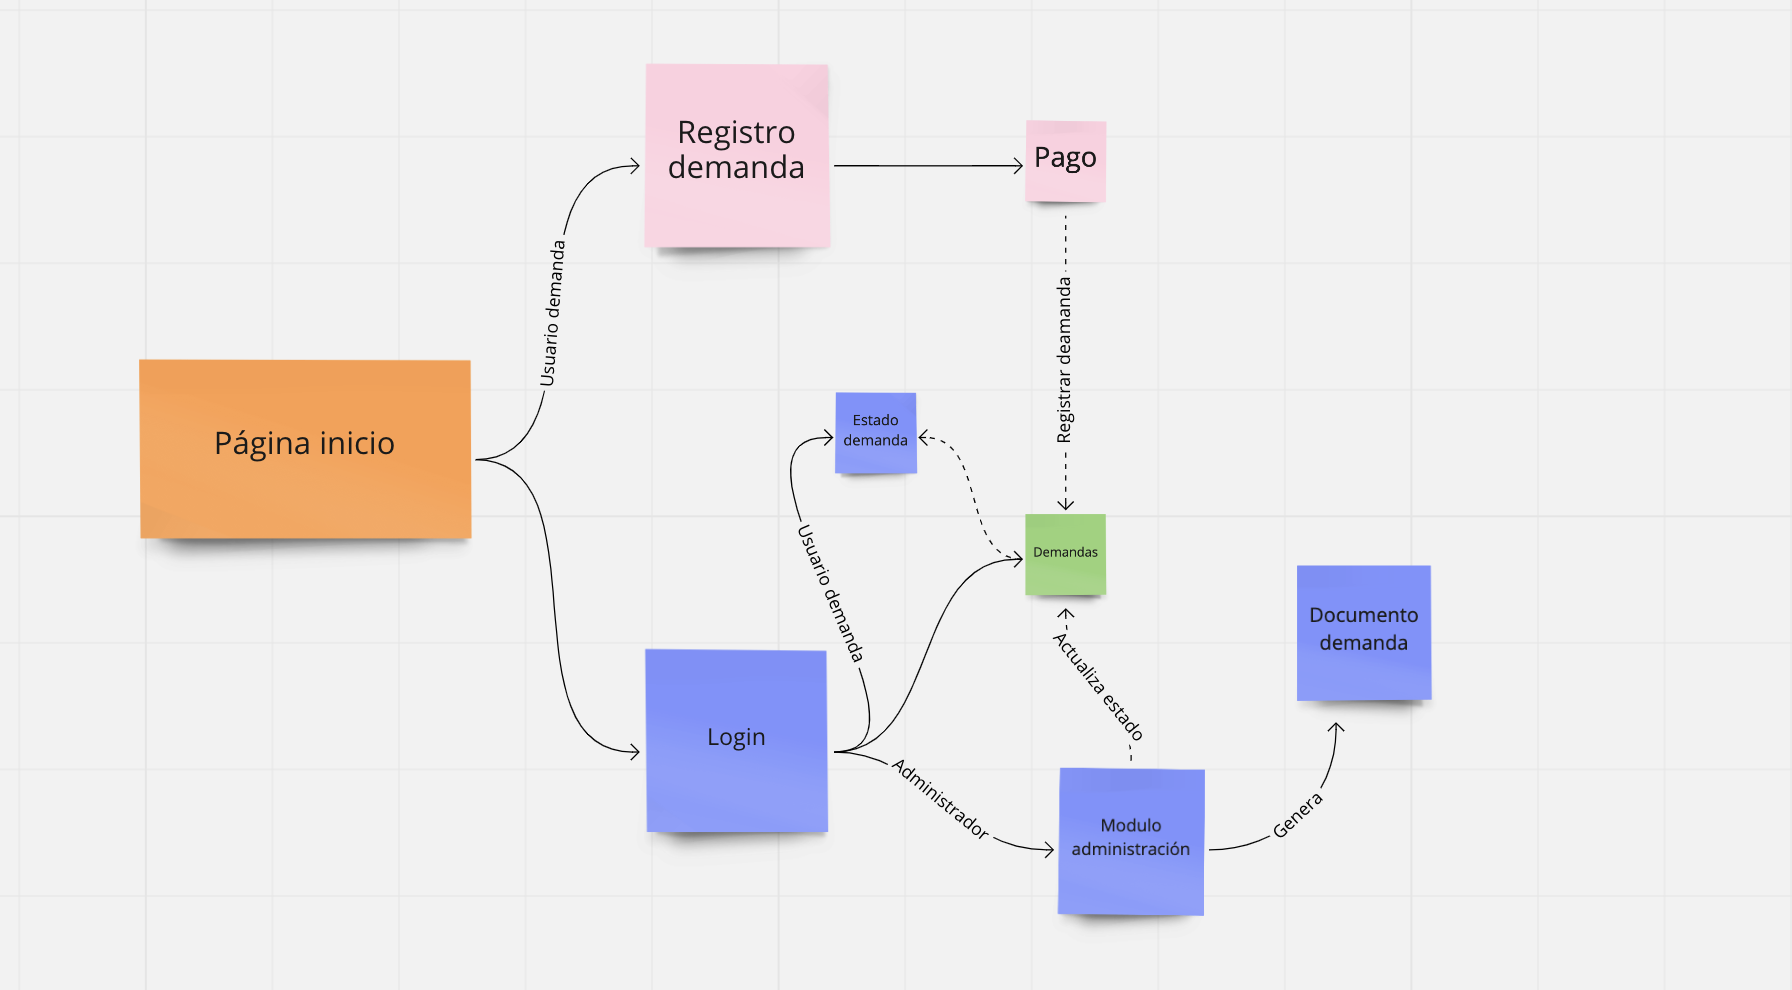 Registro
demanda
Pago
Usuario demanda
Registrar deamanda
Página inicio
Estado
demanda
Usuario demanda
Demandas
Documento
demanda
Actualiza estado
Login
Administrador
Genera
Modulo
administración